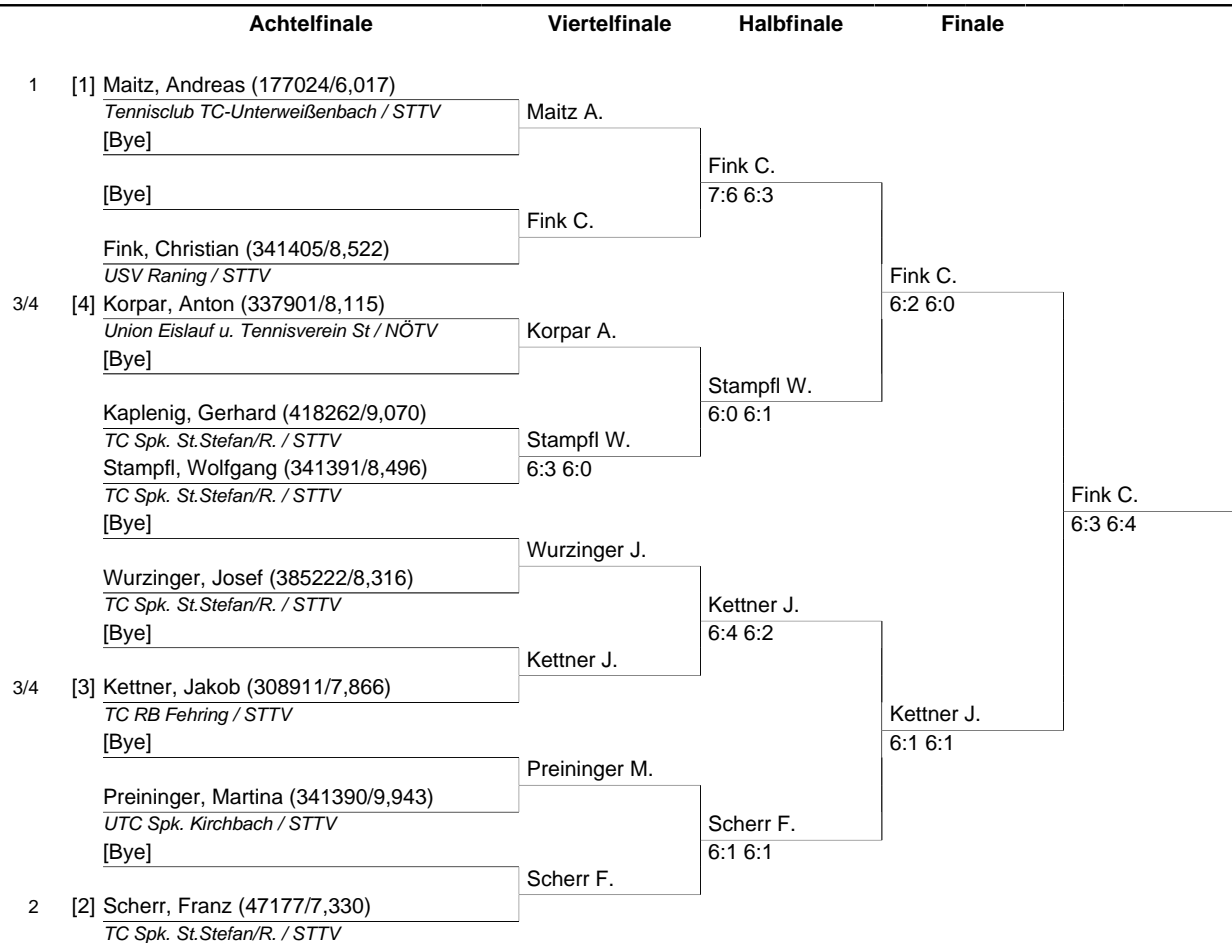 Achtelfinale Viertelfinale Halbfinale Finale
1 [1] Maitz, Andreas (177024/6,017)
Tennisclub TC-Unterweißenbach / STTV Maitz A.
[Bye]
Fink C.
[Bye] 7:6 6:3
Fink C.
Fink, Christian (341405/8,522)
USV Raning / STTV Fink C.
3/4 [4] Korpar, Anton (337901/8,115) 6:2 6:0
Union Eislauf u. Tennisverein St / NÖTV Korpar A.
[Bye]
Stampfl W.
Kaplenig, Gerhard (418262/9,070) 6:0 6:1
TC Spk. St.Stefan/R. / STTV Stampfl W.
Stampfl, Wolfgang (341391/8,496) 6:3 6:0
TC Spk. St.Stefan/R. / STTV Fink C.
[Bye] 6:3 6:4
Wurzinger J.
Wurzinger, Josef (385222/8,316)
TC Spk. St.Stefan/R. / STTV Kettner J.
[Bye] 6:4 6:2
Kettner J.
3/4 [3] Kettner, Jakob (308911/7,866)
TC RB Fehring / STTV Kettner J.
[Bye] 6:1 6:1
Preininger M.
Preininger, Martina (341390/9,943)
UTC Spk. Kirchbach / STTV Scherr F.
[Bye] 6:1 6:1
Scherr F.
2 [2] Scherr, Franz (47177/7,330)
TC Spk. St.Stefan/R. / STTV